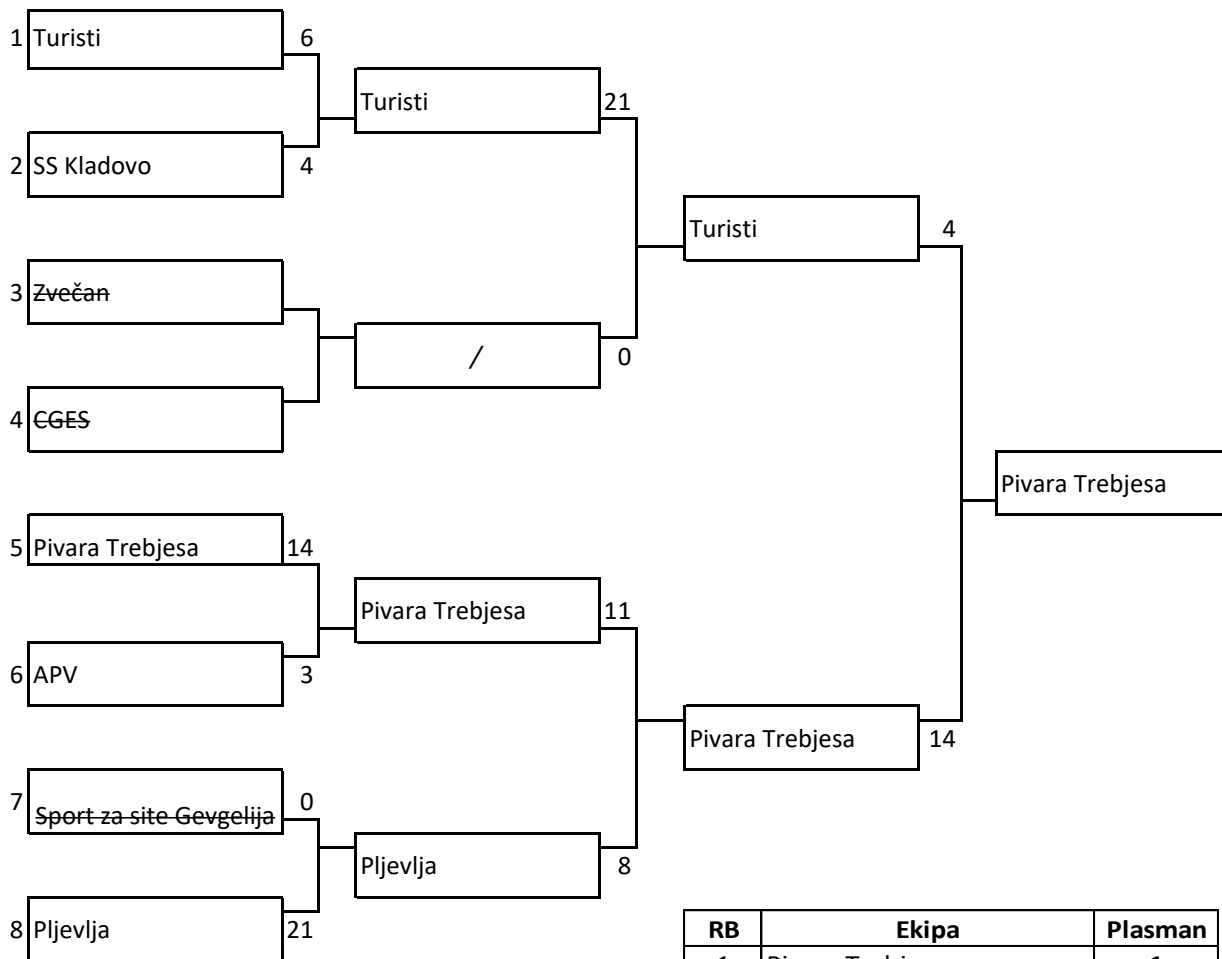 1 Turisti 6
2 SS Kladovo 4
3 Zvečan
4 CGES
5 Pivara Trebjesa 14
6 APV 3
7 Sport za site Gevgelija 0
8 Pljevlja 21
Turisti 21
/ 0
Pivara Trebjesa 11
Pljevlja 8
Turisti 4
Pivara Trebjesa 14
Pivara Trebjesa
RB Ekipa Plasman